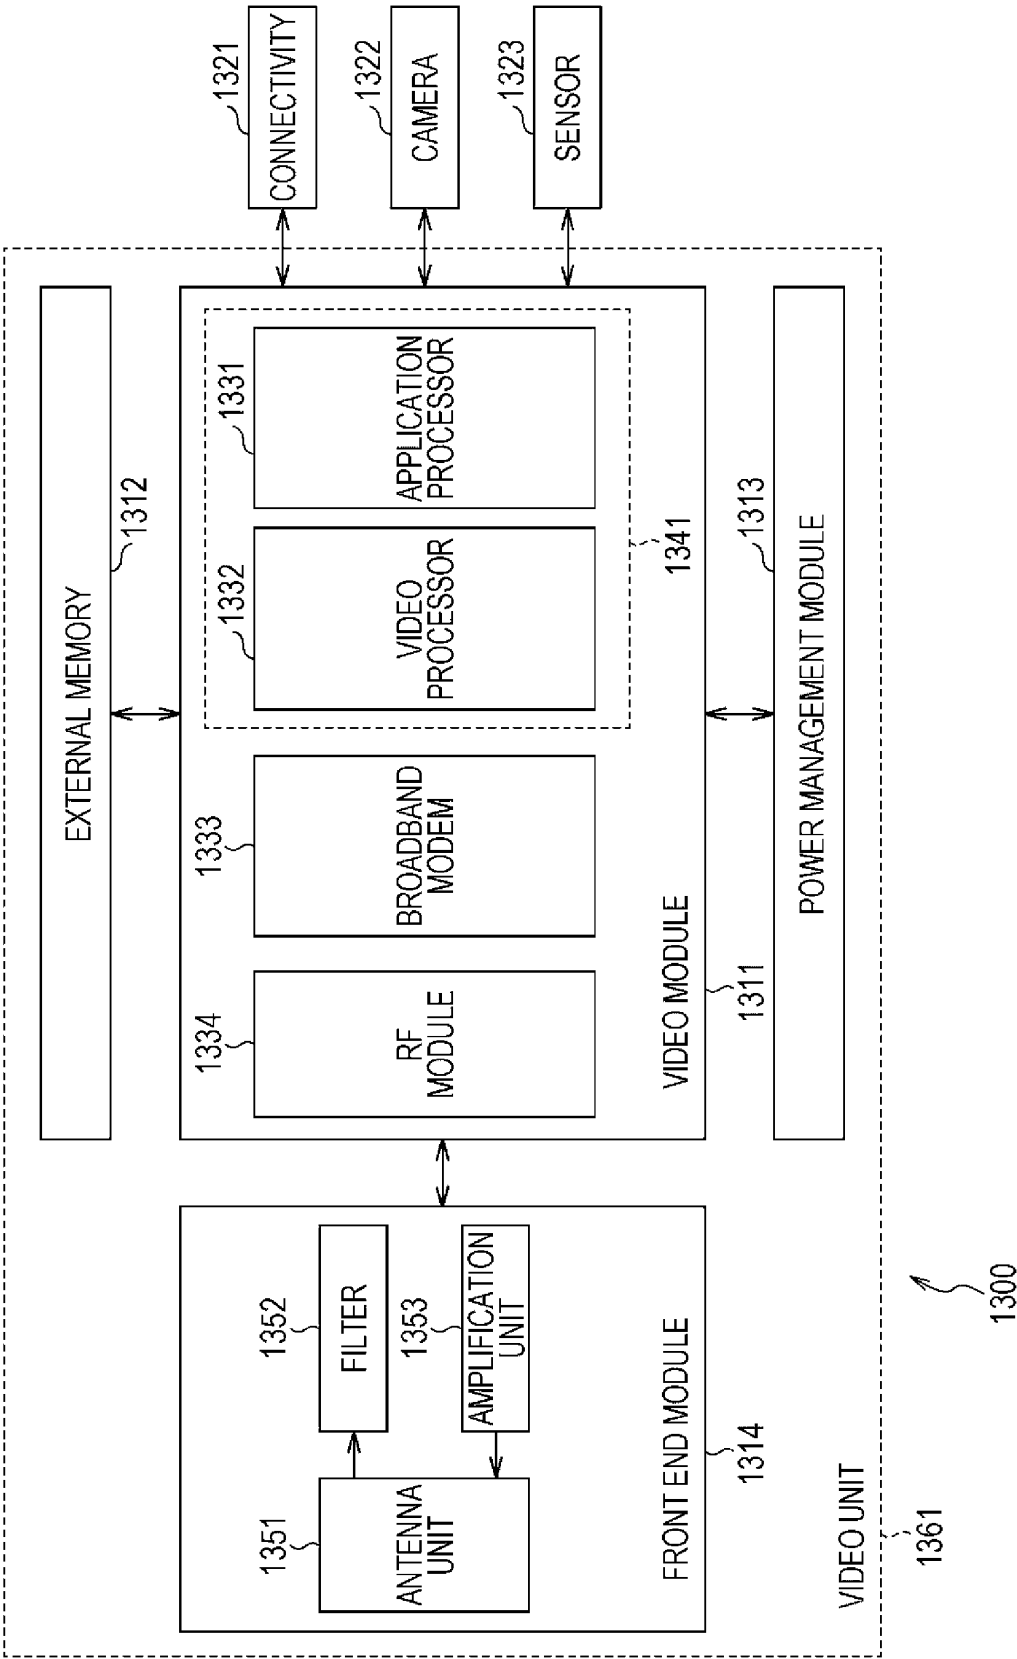 1300
EXTERNAL MEMORY
1312
1351
ANTENNA
UNIT
1352
FILTER
1353
AMPLIFICATION
UNIT
FRONT END MODULE
1314
1334
RF
MODULE
1333
BROADBAND
MODEM
1332
VIDEO
PROCESSOR
1331
APPLICATION
PROCESSOR
1341
VIDEO MODULE
1311
1321
CONNECTIVITY
1322
CAMERA
1323
SENSOR
1313
POWER MANAGEMENT MODULE
VIDEO UNIT
1361